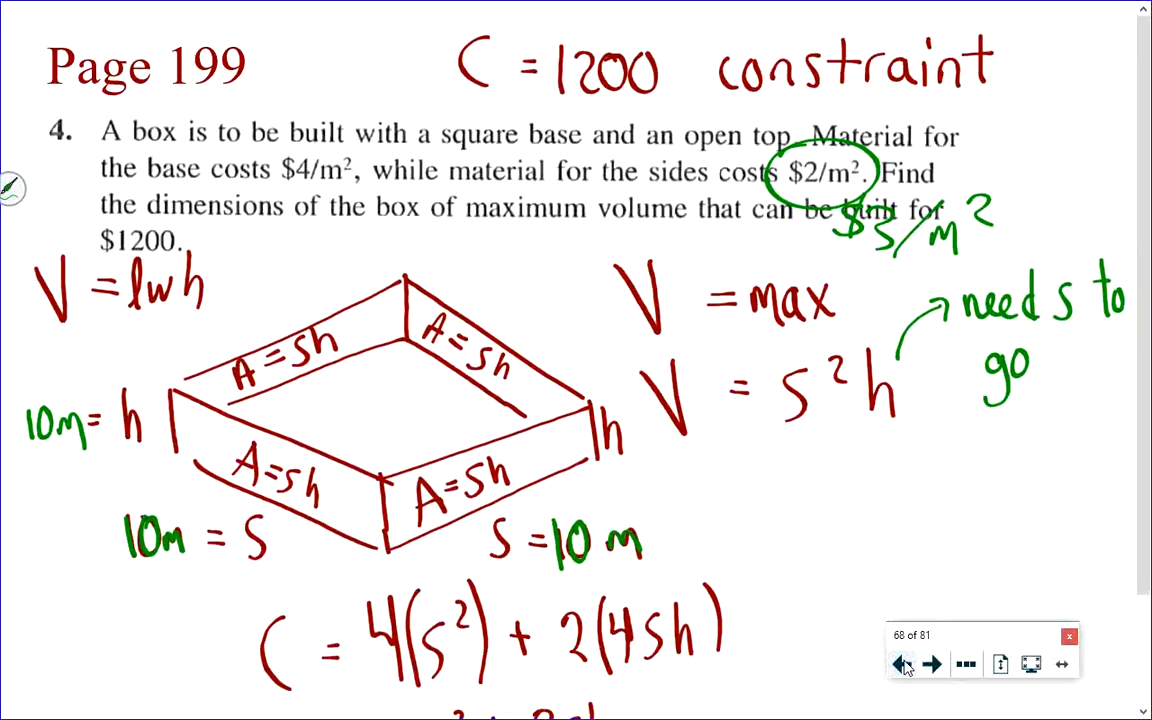 Page 199
C = 1200 constraint
4. A box is to be built with a square base and an open top. Material for
the base costs $4/m², while material for the sides costs $2/m². Find
the dimensions of the box of maximum volume that can be built for
$1200.
$3/m²
V = lwh
V = max
needs to
go
V = s²h
A = sh
A = sh
10m = h
h
A = sh
A = sh
10m = s
s = 10 m
C = 4(s²) + 2(4sh)
68 of 81